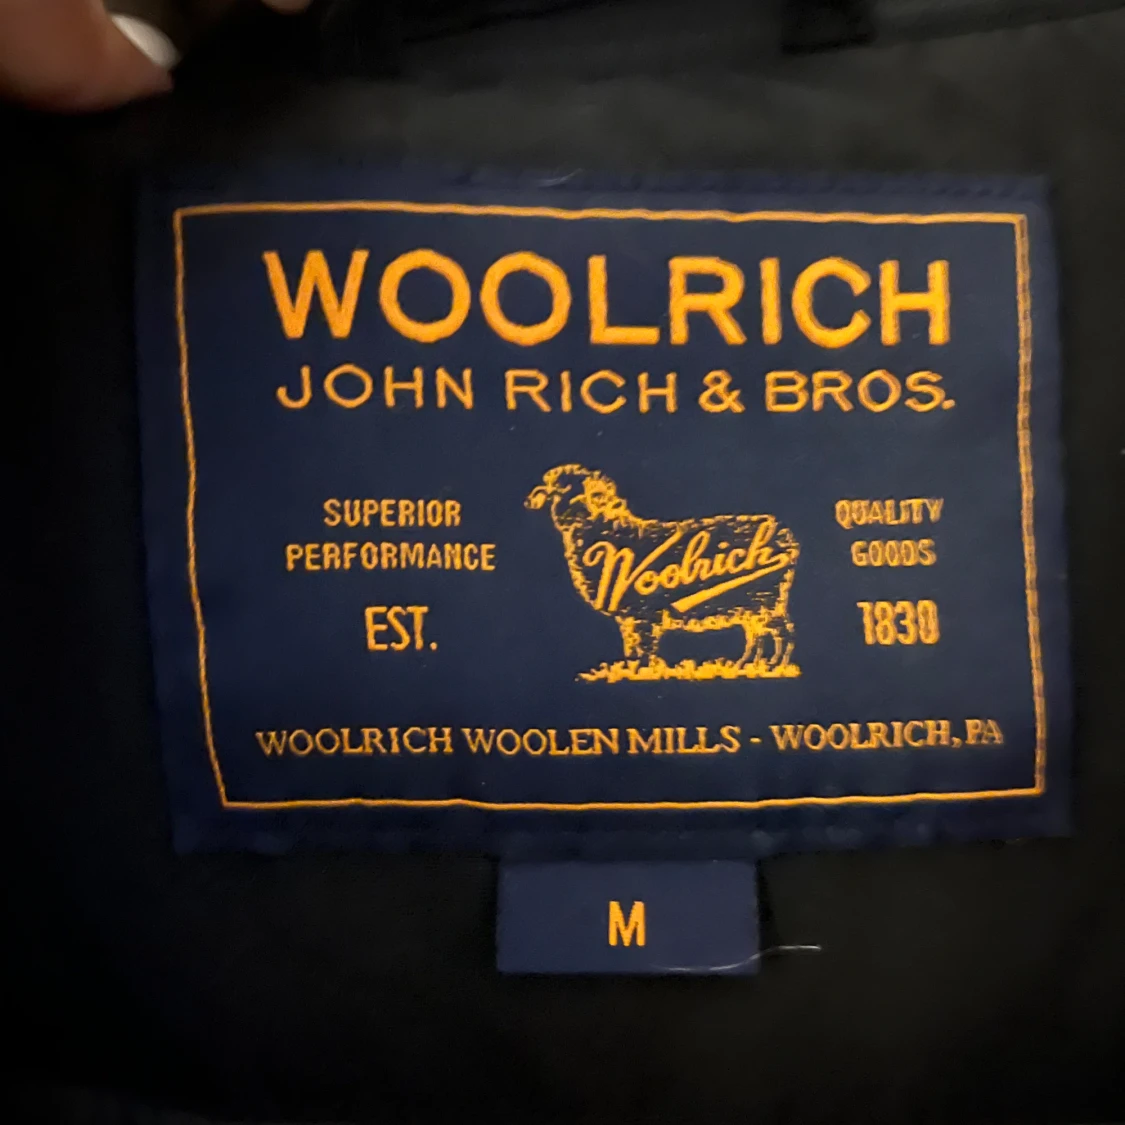 WOOLRICH
JOHN RICH & BROS.
SUPERIOR
PERFORMANCE
EST.
Woolrich
QUALITY
GOODS
1830
WOOLRICH WOOLEN MILLS - WOOLRICH, PA
M